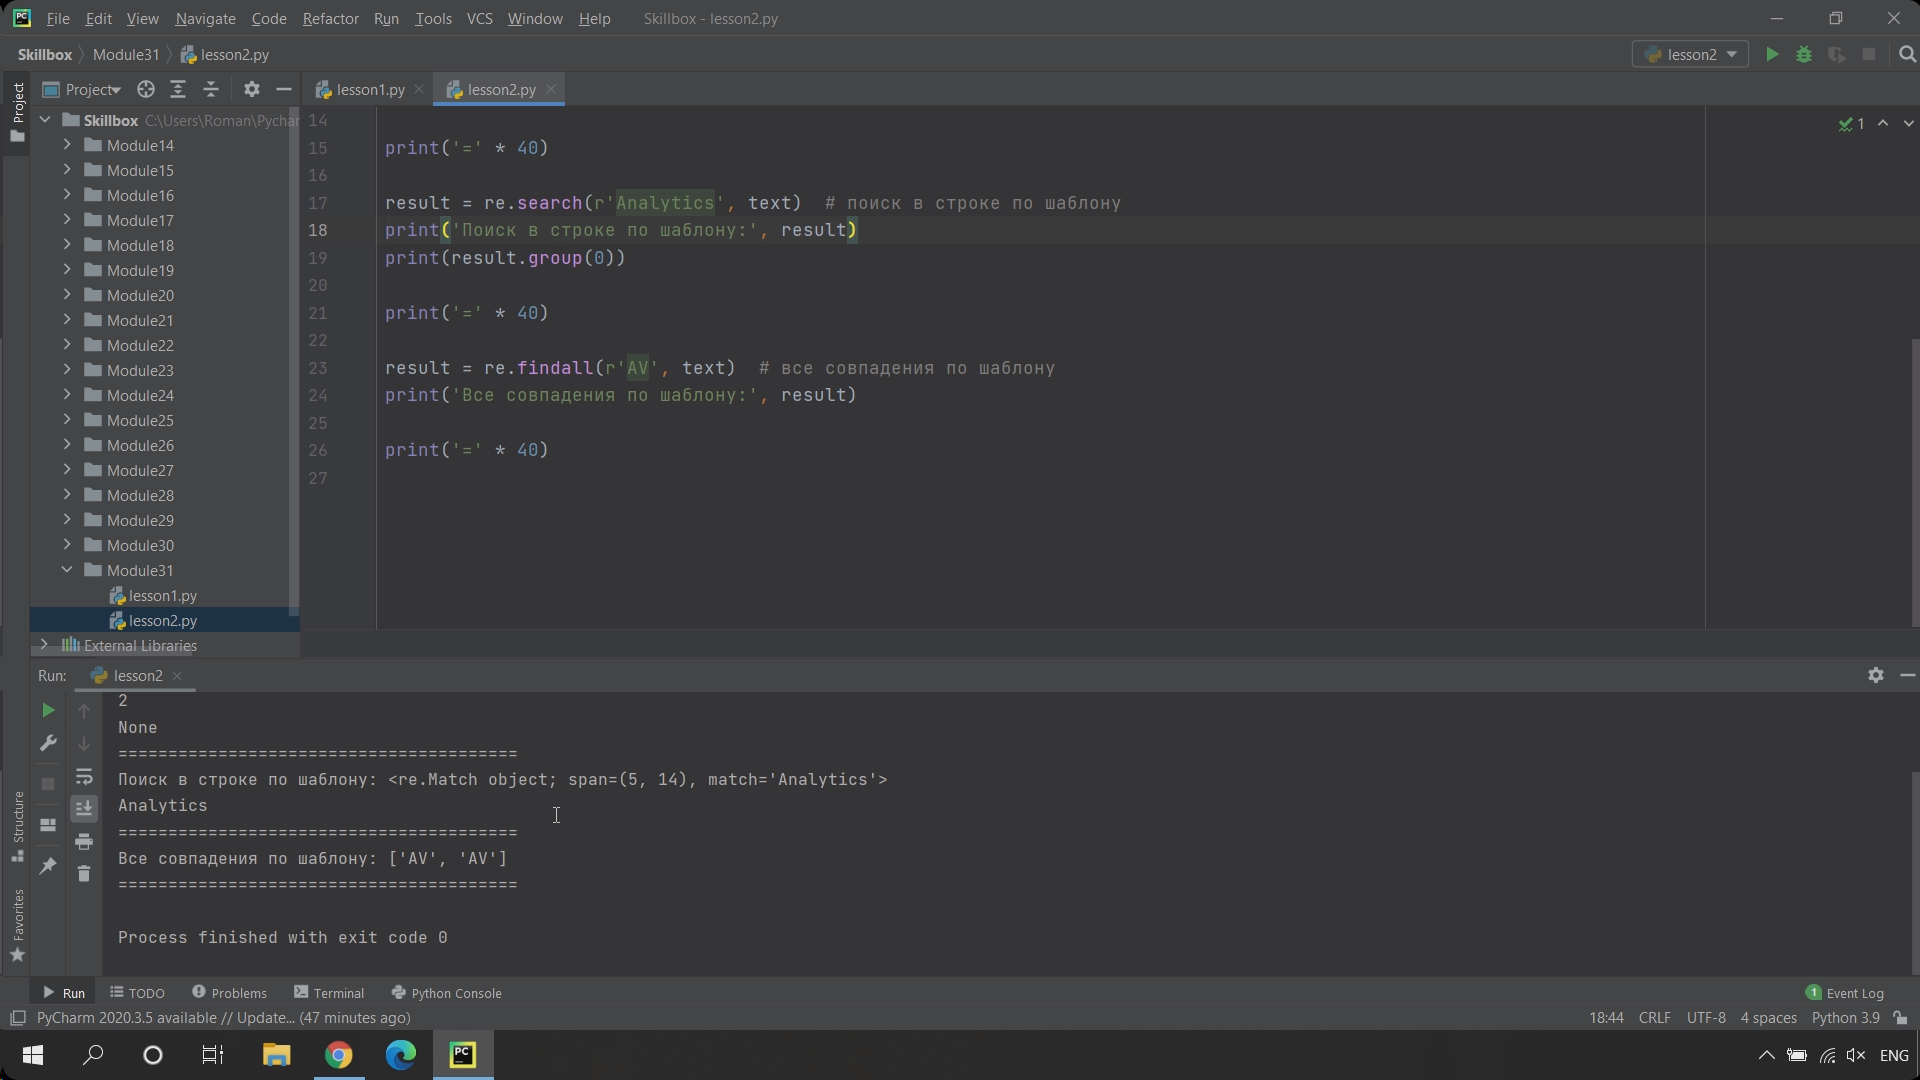 File Edit View Navigate Code Refactor Run Tools VCS Window Help Skillbox - lesson2.py
Skillbox Module31 lesson2.py lesson2
Project lesson1.py lesson2.py
Project
Skillbox C:\Users\Roman\Pychar
Module14
Module15
Module16
Module17
Module18
Module19
Module20
Module21
Module22
Module23
Module24
Module25
Module26
Module27
Module28
Module29
Module30
Module31
lesson1.py
lesson2.py
External Libraries
1
14
15 print('=' * 40)
16
17 result = re.search(r'Analytics', text)  # поиск в строке по шаблону
18 print('Поиск в строке по шаблону:', result)
19 print(result.group(0))
20
21 print('=' * 40)
22
23 result = re.findall(r'AV', text)  # все совпадения по шаблону
24 print('Все совпадения по шаблону:', result)
25
26 print('=' * 40)
27
Run: lesson2
2
None
========================================
Поиск в строке по шаблону: <re.Match object; span=(5, 14), match='Analytics'>
Analytics
========================================
Все совпадения по шаблону: ['AV', 'AV']
========================================
Process finished with exit code 0
Structure
Favorites
Run TODO Problems Terminal Python Console 1 Event Log
PyCharm 2020.3.5 available // Update... (47 minutes ago) 18:44 CRLF UTF-8 4 spaces Python 3.9
ENG